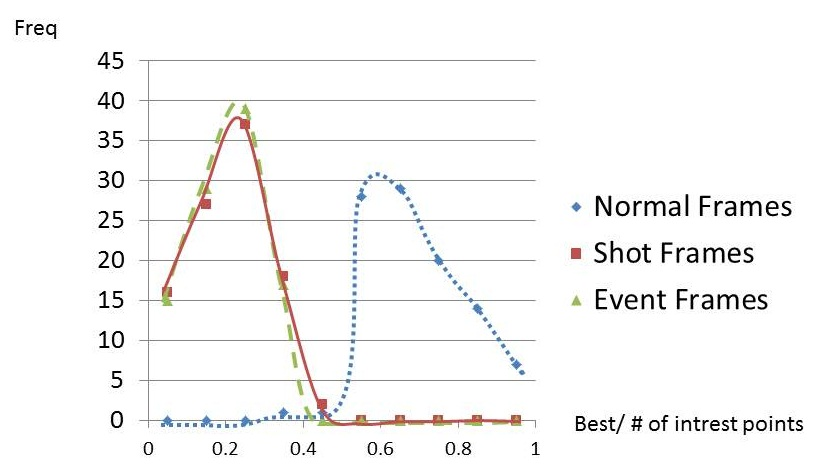 Freq
45
40
35
30
25
20
15
10
5
0
0 0.2 0.4 0.6 0.8 1
Normal Frames
Shot Frames
Event Frames
Best/ # of intrest points